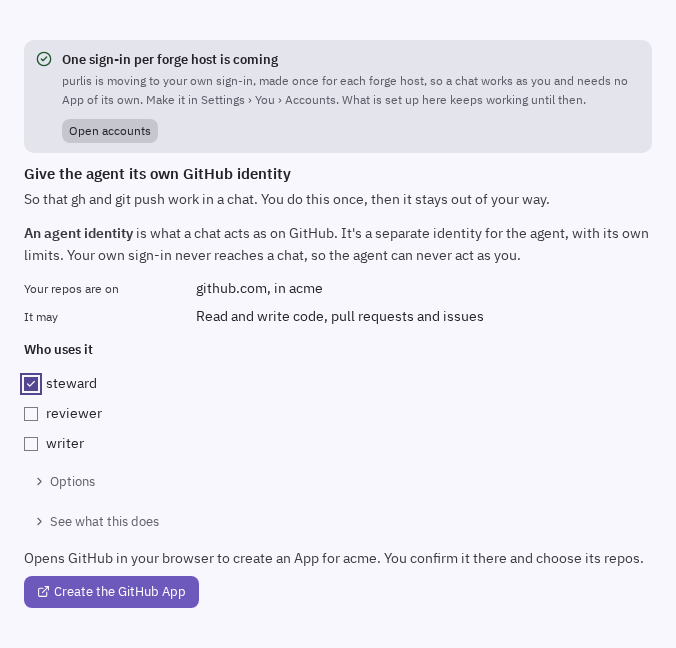 One sign-in per forge host is coming
purlis is moving to your own sign-in, made once for each forge host, so a chat works as you and needs no
App of its own. Make it in Settings › You › Accounts. What is set up here keeps working until then.
Open accounts
Give the agent its own GitHub identity
So that gh and git push work in a chat. You do this once, then it stays out of your way.
An agent identity is what a chat acts as on GitHub. It's a separate identity for the agent, with its own
limits. Your own sign-in never reaches a chat, so the agent can never act as you.
Your repos are on github.com, in acme
It may Read and write code, pull requests and issues
Who uses it
steward
reviewer
writer
Options
See what this does
Opens GitHub in your browser to create an App for acme. You confirm it there and choose its repos.
Create the GitHub App